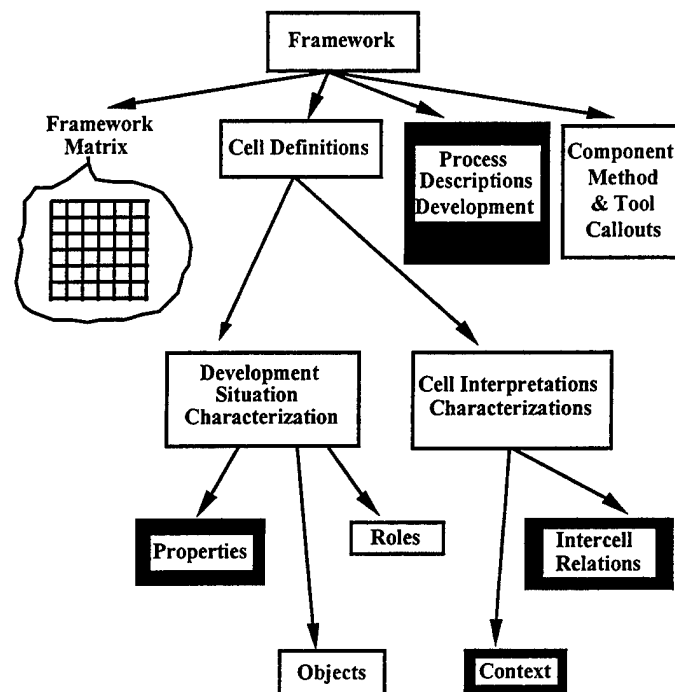 Framework
Framework
Matrix
Cell Definitions
Process
Descriptions
Development
Component
Method
& Tool
Callouts
Development
Situation
Characterization
Cell Interpretations
Characterizations
Properties
Roles
Intercell
Relations
Objects
Context